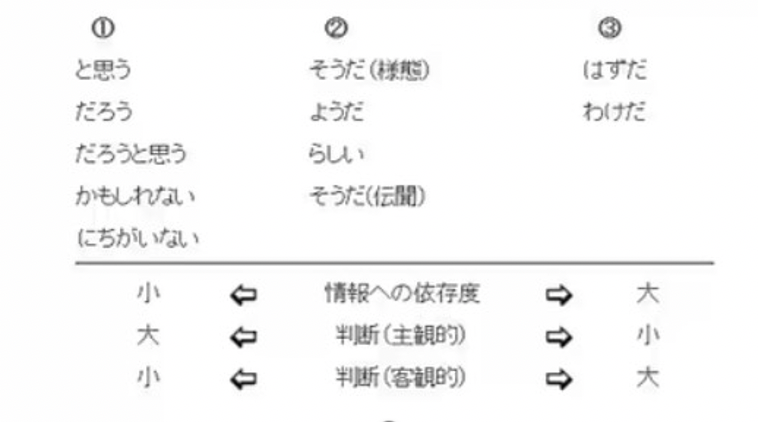 ① ② ③
と思う そうだ(様態) はずだ
だろう ようだ わけだ
だろうと思う らしい
かもしれない そうだ(伝聞)
にちがいない
小 ⇦ 情報への依存度 ⇨ 大
大 ⇦ 判断(主観的) ⇨ 小
小 ⇦ 判断(客観的) ⇨ 大